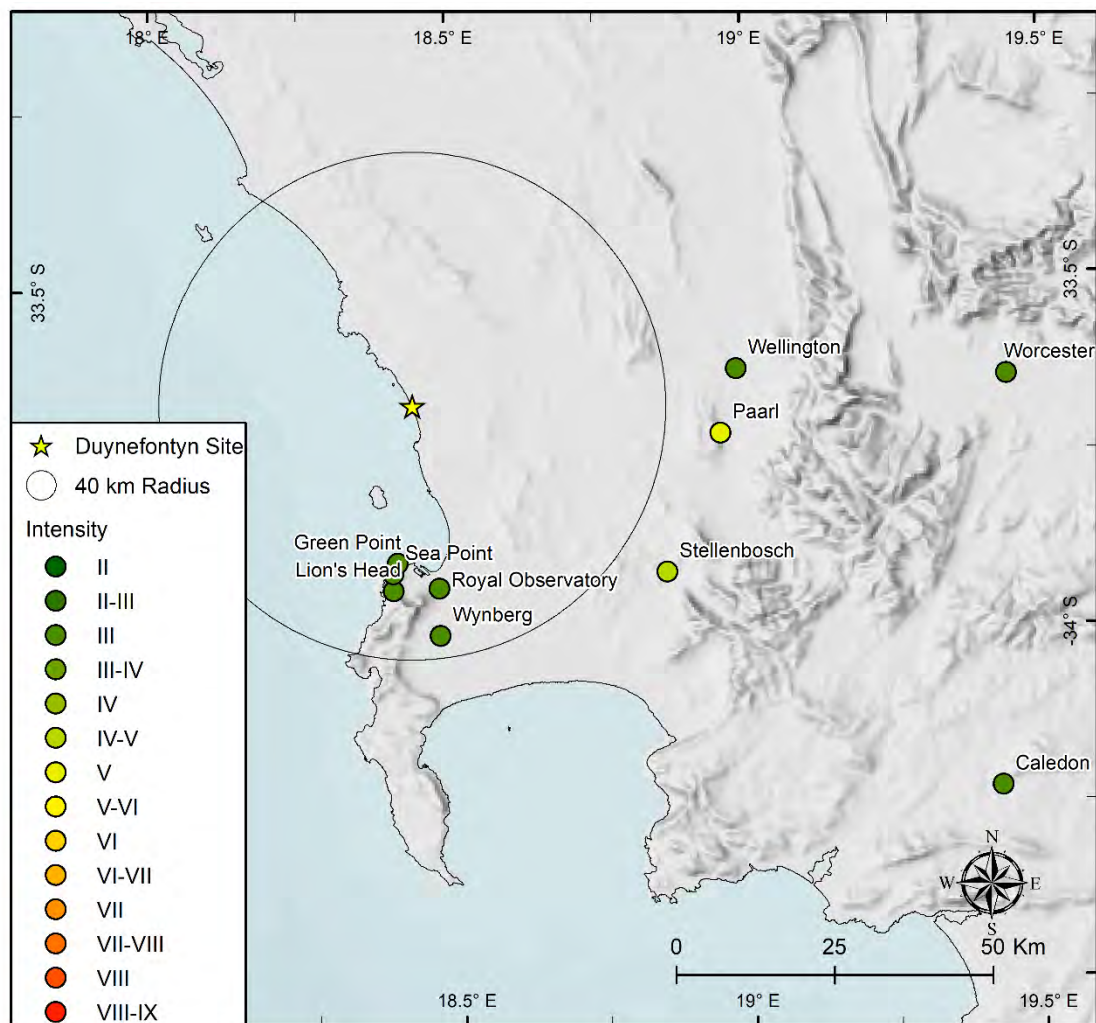 18° E 18.5° E 19° E 19.5° E
33.5° S
33.5° S
Wellington
Worcester
Paarl
Green Point
Sea Point
Lion's Head
Royal Observatory
Stellenbosch
Wynberg
-34° S
Caledon
Duynefontyn Site
40 km Radius
Intensity
II
II-III
III
III-IV
IV
IV-V
V
V-VI
VI
VI-VII
VII
VII-VIII
VIII
VIII-IX
N
W E
S
0 25 50 Km
18.5° E 19° E 19.5° E